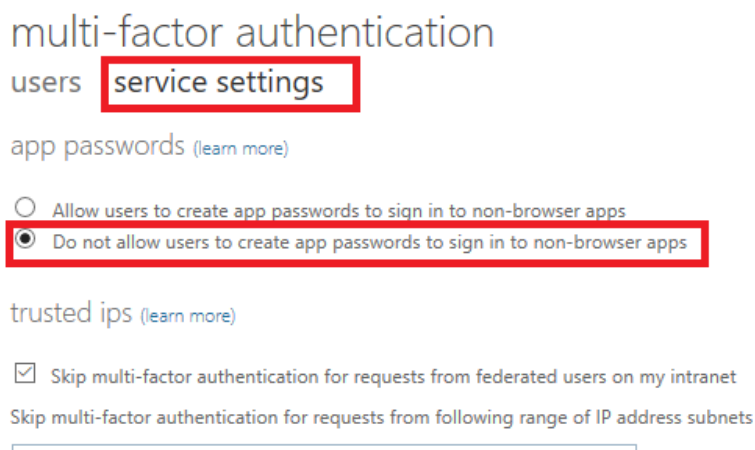 multi-factor authentication
users service settings
app passwords (learn more)
Allow users to create app passwords to sign in to non-browser apps
Do not allow users to create app passwords to sign in to non-browser apps
trusted ips (learn more)
Skip multi-factor authentication for requests from federated users on my intranet
Skip multi-factor authentication for requests from following range of IP address subnets